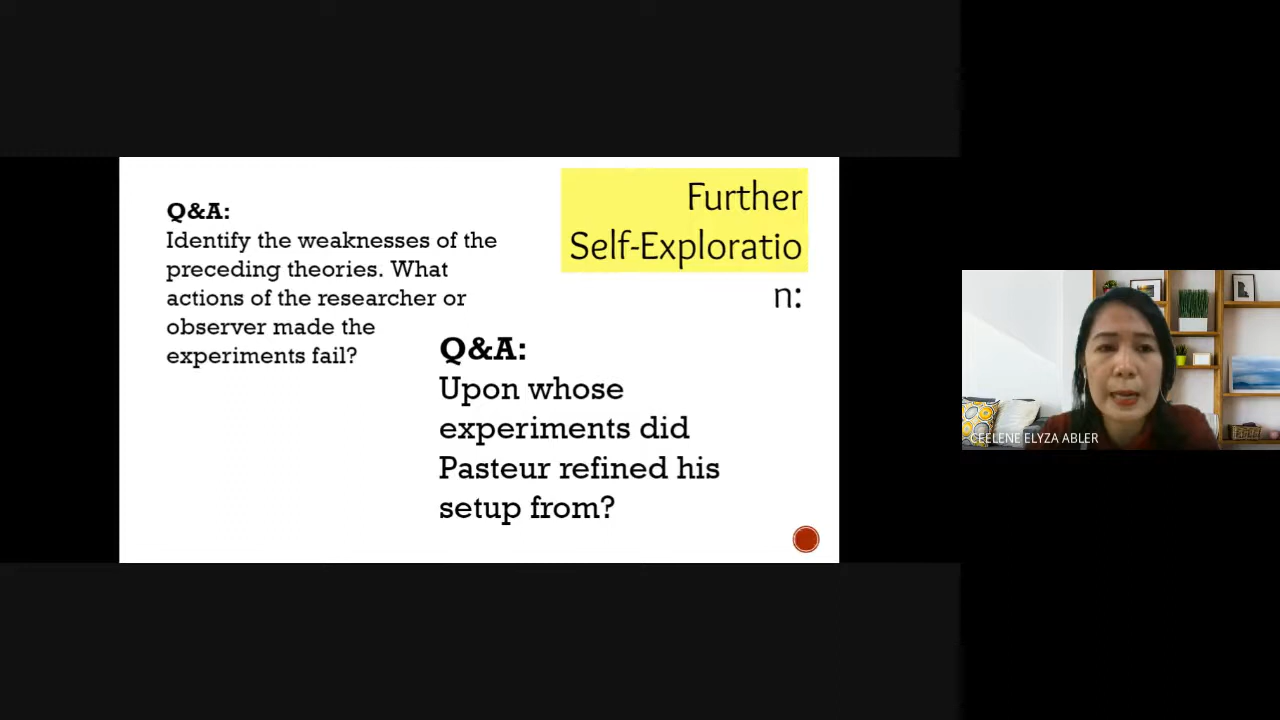 Further
Self-Exploratio
n:
Q&A:
Identify the weaknesses of the
preceding theories. What
actions of the researcher or
observer made the
experiments fail?
Q&A:
Upon whose
experiments did
Pasteur refined his
setup from?
CEELENE ELYZA ABLER